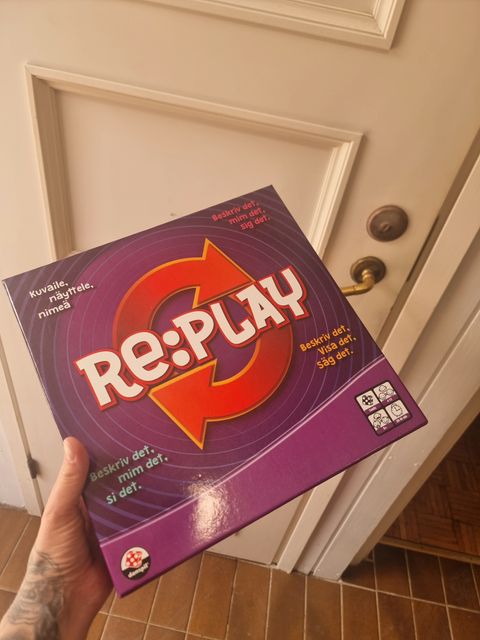 Beskriv det,
mim det,
sig det.
Kuvaile,
näyttele,
nimeä
Re:PLAY
Beskriv det,
Visa det,
Säg det.
Beskriv det,
mim det,
si det.
danspil